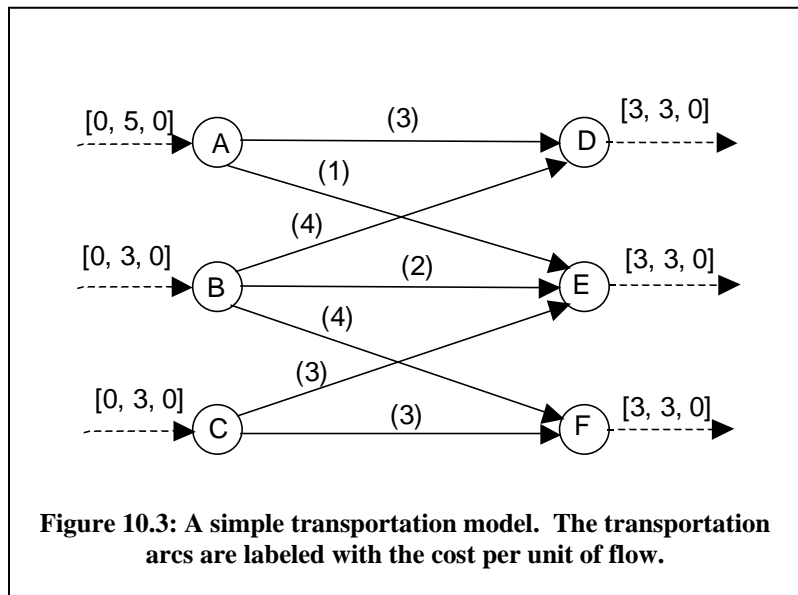 [0, 5, 0] A (3) D [3, 3, 0]
(1)
(4)
[0, 3, 0] B (2) E [3, 3, 0]
(4)
(3)
[0, 3, 0] C (3) F [3, 3, 0]
Figure 10.3: A simple transportation model. The transportation
arcs are labeled with the cost per unit of flow.